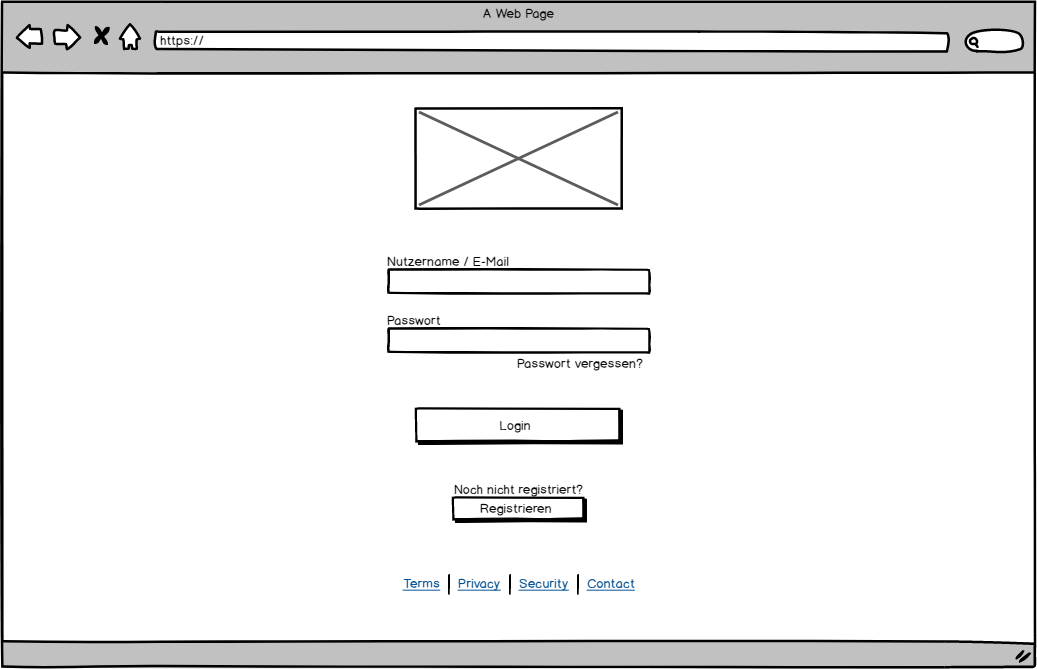 A Web Page
https://
Nutzername / E-Mail
Passwort
Passwort vergessen?
Login
Noch nicht registriert?
Registrieren
Terms Privacy Security Contact